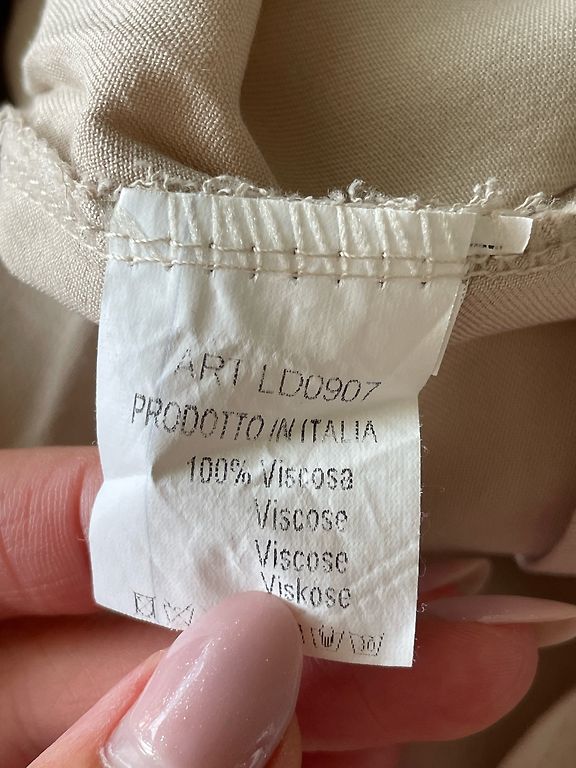 ART LD0907
PRODOTTO IN ITALIA
100% Viscosa
Viscose
Viscose
Viskose